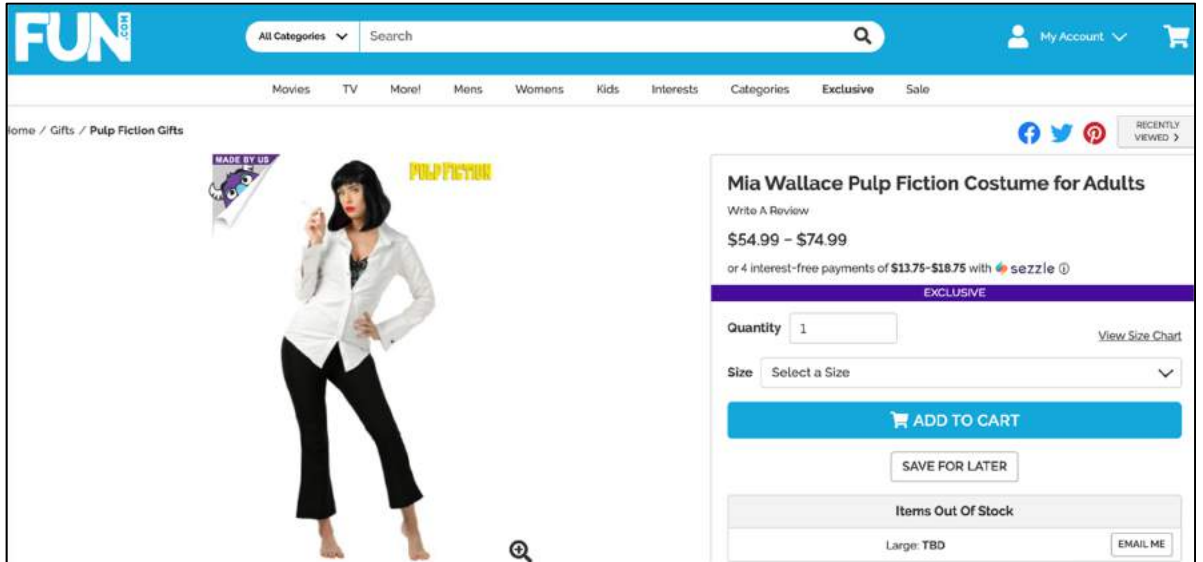 FUN.COM
All Categories Search
My Account
Movies TV More! Mens Womens Kids Interests Categories Exclusive Sale
ome / Gifts / Pulp Fiction Gifts
RECENTLY
VIEWED >
MADE BY US
PULP FICTION
Mia Wallace Pulp Fiction Costume for Adults
Write A Review
$54.99 - $74.99
or 4 interest-free payments of $13.75-$18.75 with sezzle
EXCLUSIVE
Quantity 1
View Size Chart
Size Select a Size
ADD TO CART
SAVE FOR LATER
Items Out Of Stock
Large: TBD EMAIL ME